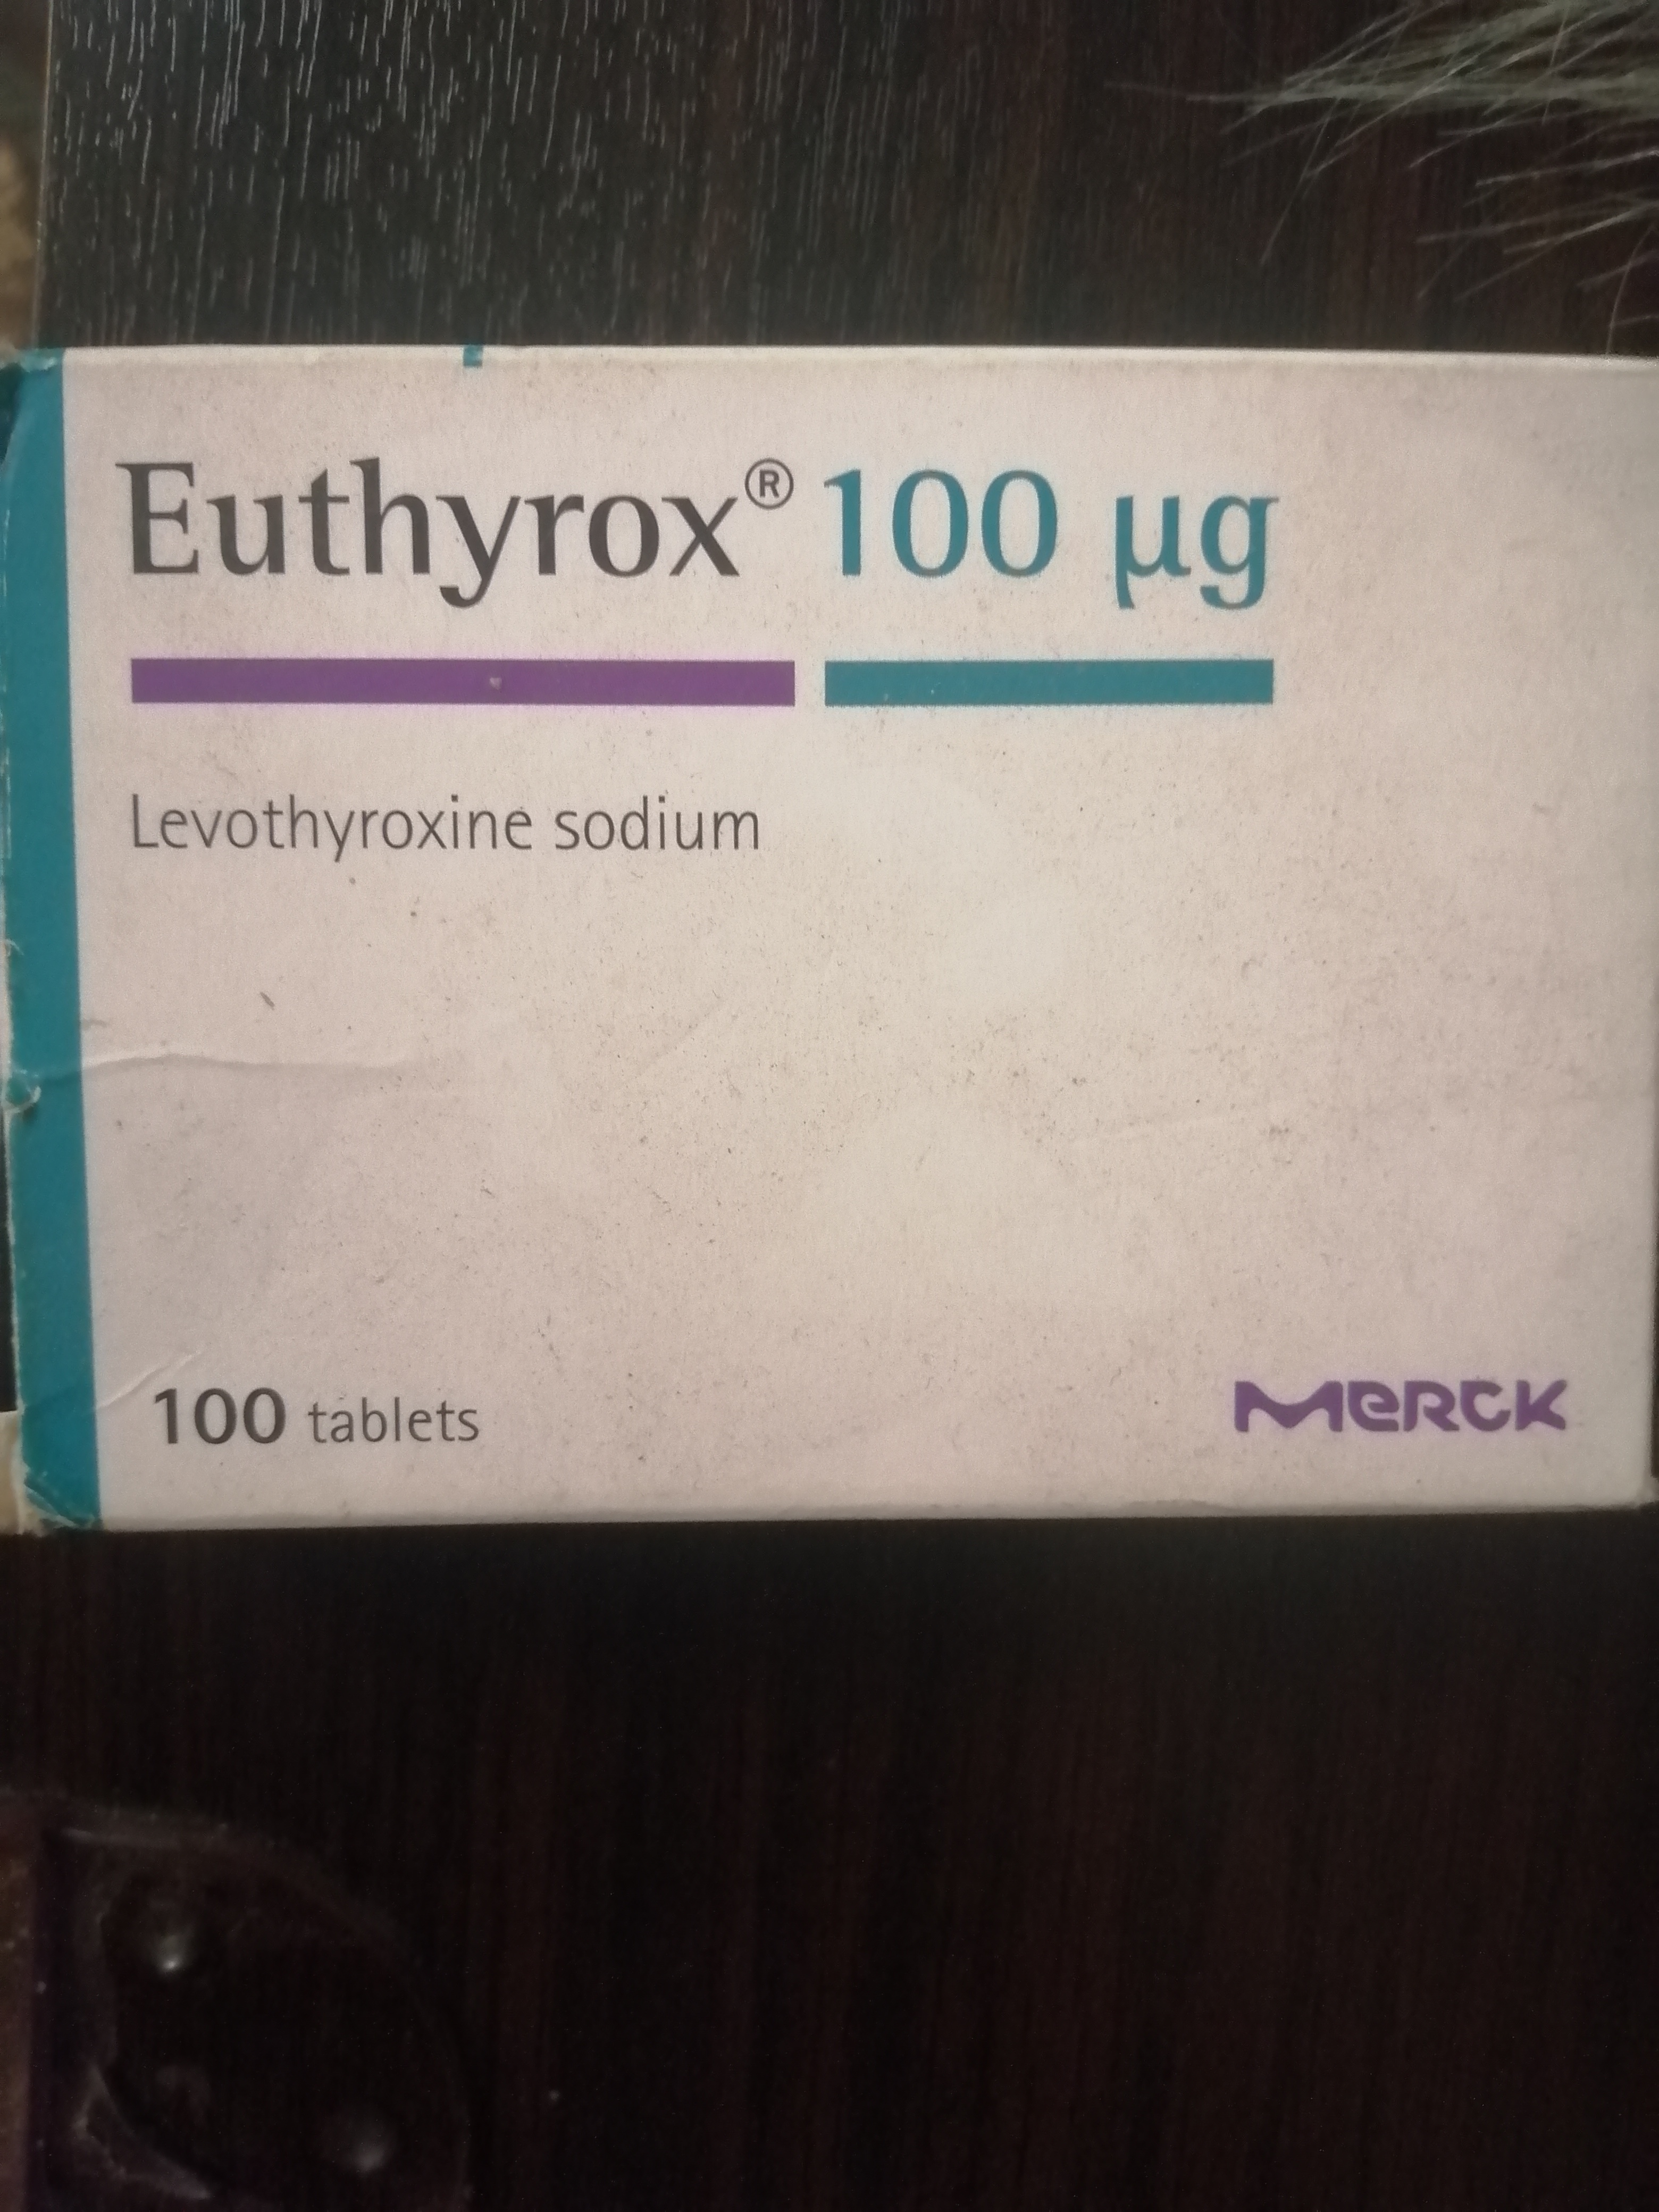 Euthyrox® 100 µg
Levothyroxine sodium
100 tablets
MERCK